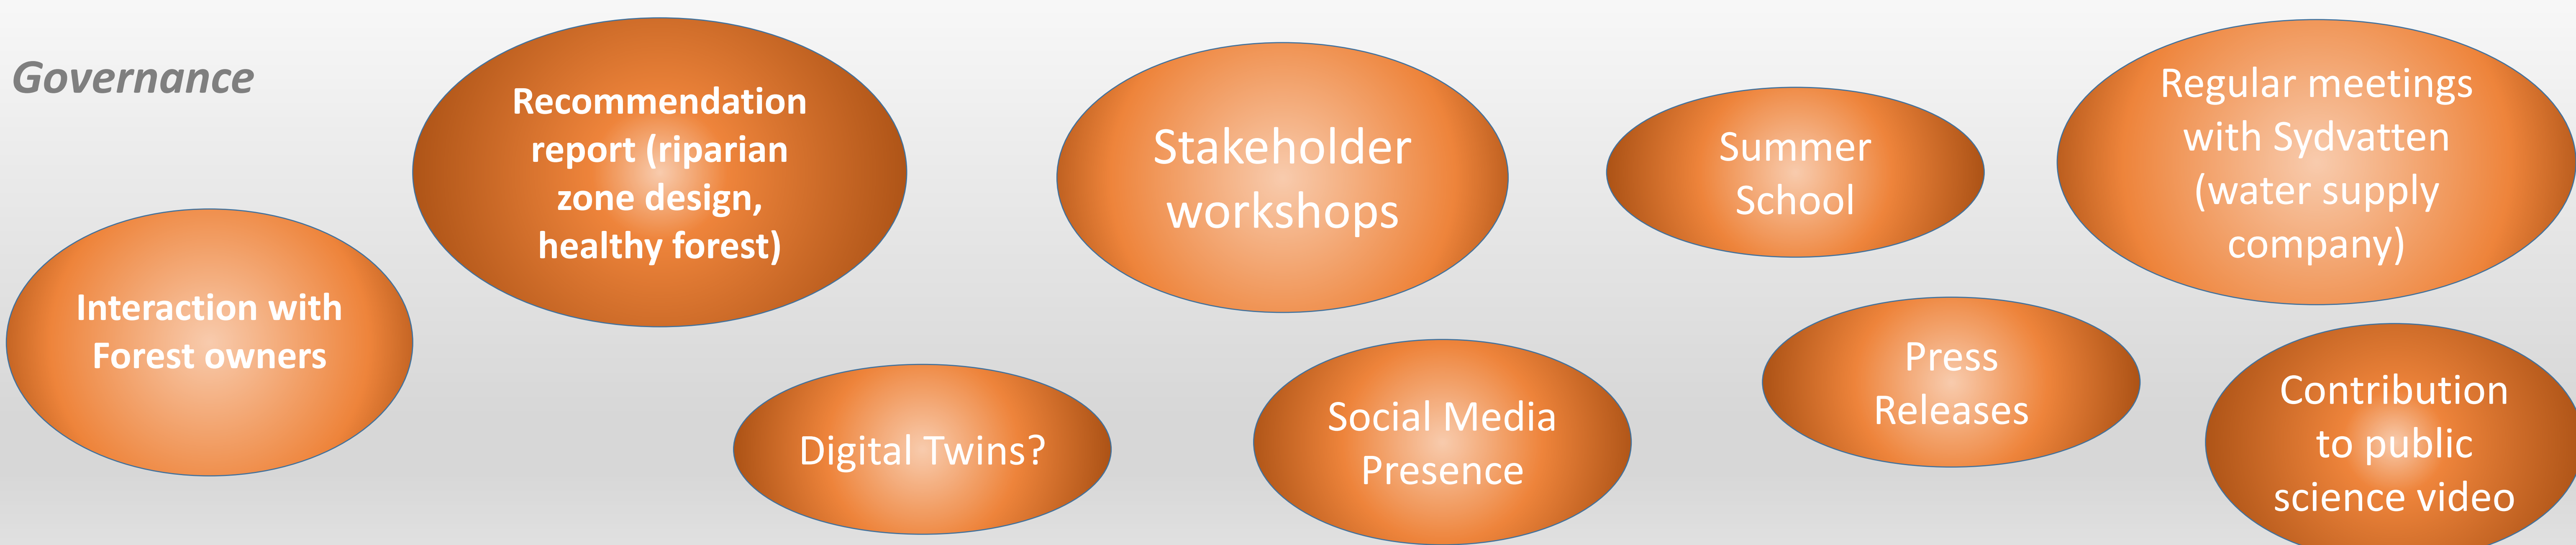 Governance
Recommendation
report (riparian
zone design,
healthy forest)
Interaction with
Forest owners
Stakeholder
workshops
Summer
School
Regular meetings
with Sydvatten
(water supply
company)
Digital Twins?
Social Media
Presence
Press
Releases
Contribution
to public
science video